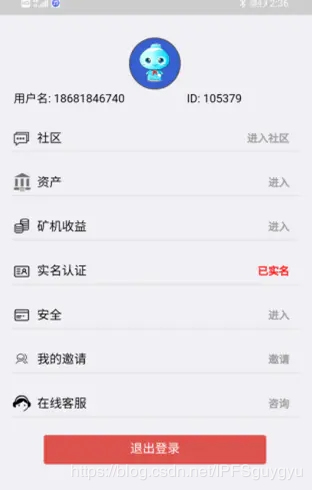 2:36
用户名: 18681846740 ID: 105379
社区 进入社区
资产 进入
矿机收益 进入
实名认证 已实名
安全 进入
我的邀请 邀请
在线客服 咨询
退出登录
https://blog.csdn.net/IPFSguygyu